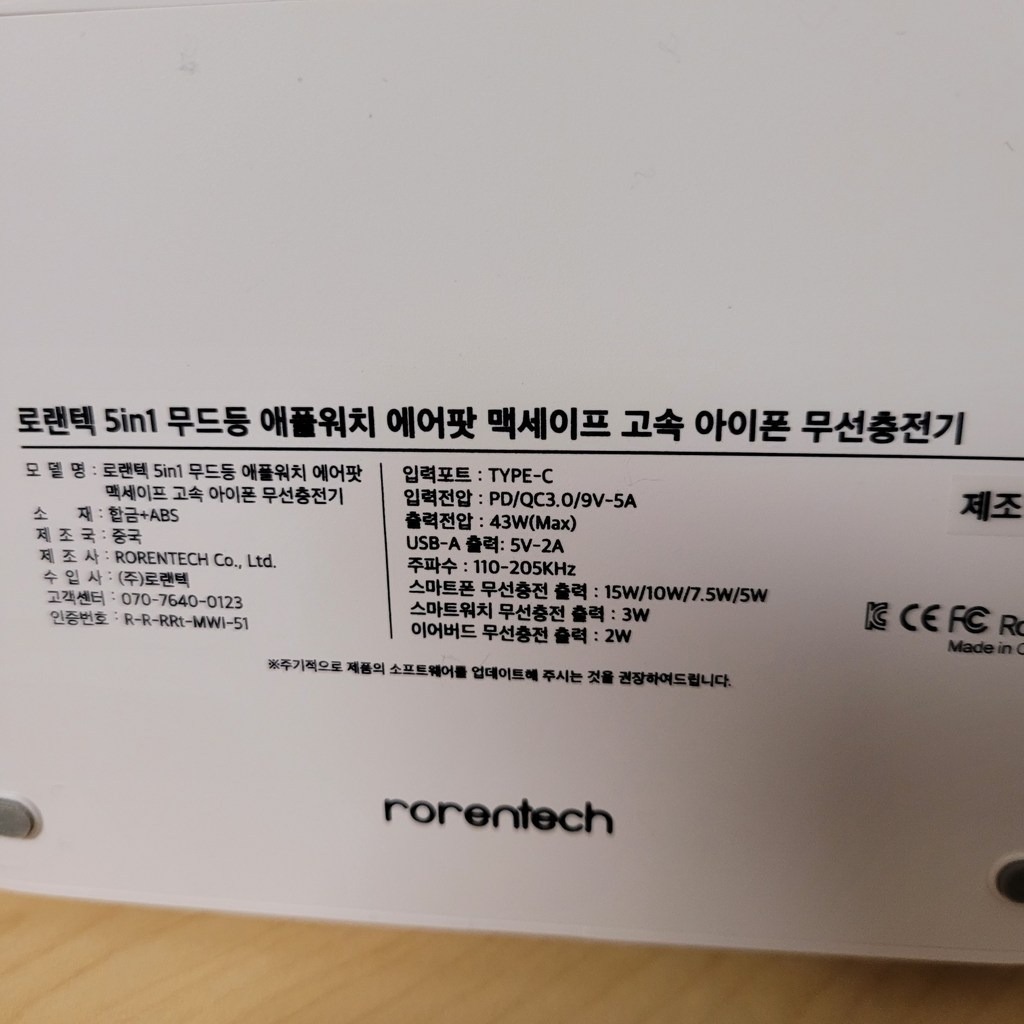 로랜텍 5in1 무드등 애플워치 에어팟 맥세이프 고속 아이폰 무선충전기
모 델 명 : 로랜텍 5in1 무드등 애플워치 에어팟
맥세이프 고속 아이폰 무선충전기
소 재 : 합금+ABS
제 조 국 : 중국
제 조 사 : RORENTECH Co., Ltd.
수 입 사 : (주)로랜텍
고객센터 : 070-7640-0123
인증번호 : R-R-RRt-MWI-51
입력포트 : TYPE-C
입력전압 : PD/QC3.0/9V-5A
출력전압 : 43W(Max)
USB-A 출력: 5V-2A
주파수 : 110-205KHz
스마트폰 무선충전 출력 : 15W/10W/7.5W/5W
스마트워치 무선충전 출력 : 3W
이어버드 무선충전 출력 : 2W
제조
CE FC Ro
Made in C
※주기적으로 제품의 소프트웨어를 업데이트해 주시는 것을 권장하여드립니다.
rorentech